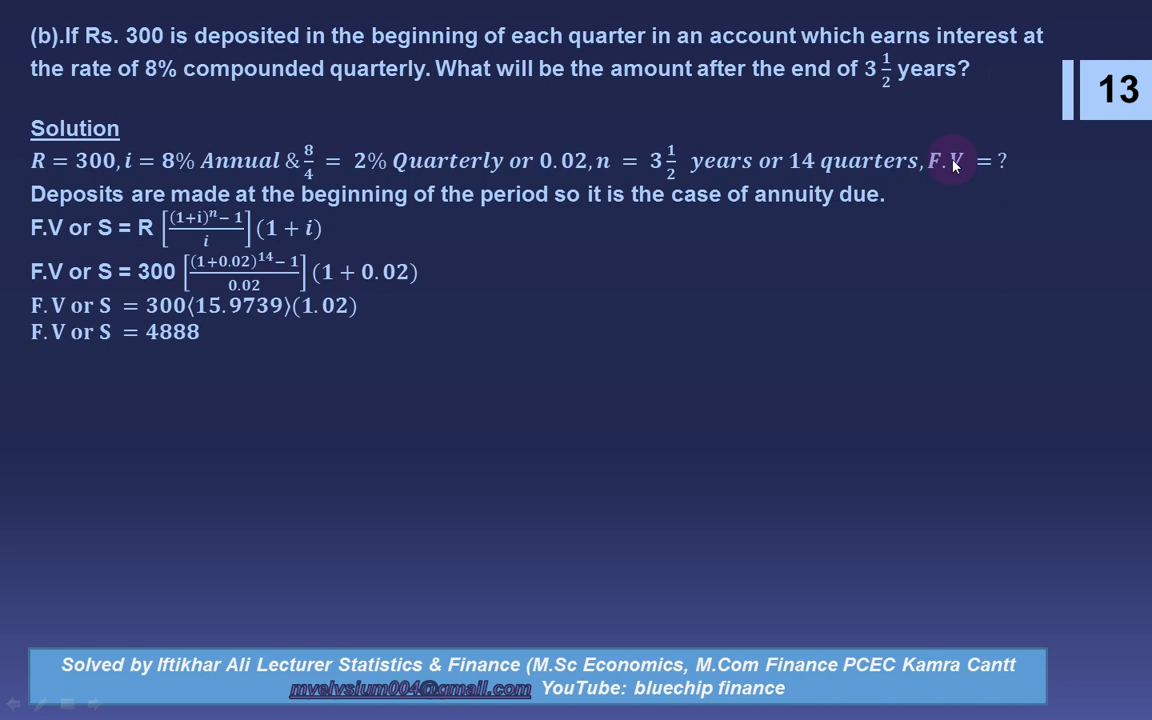 (b).If Rs. 300 is deposited in the beginning of each quarter in an account which earns interest at
the rate of 8% compounded quarterly. What will be the amount after the end of 3 1/2 years?
13
Solution
R = 300, i = 8% Annual & 8/4 = 2% Quarterly or 0.02, n = 3 1/2 years or 14 quarters, F.V = ?
Deposits are made at the beginning of the period so it is the case of annuity due.
F.V or S = R [((1+i)^n − 1)/i] (1 + i)
F.V or S = 300 [((1+0.02)^14 − 1)/0.02] (1 + 0.02)
F.V or S = 300⟨15.9739⟩(1.02)
F.V or S = 4888
Solved by Iftikhar Ali Lecturer Statistics & Finance (M.Sc Economics, M.Com Finance PCEC Kamra Cantt
mvelvsium004@gmail.com YouTube: bluechip finance